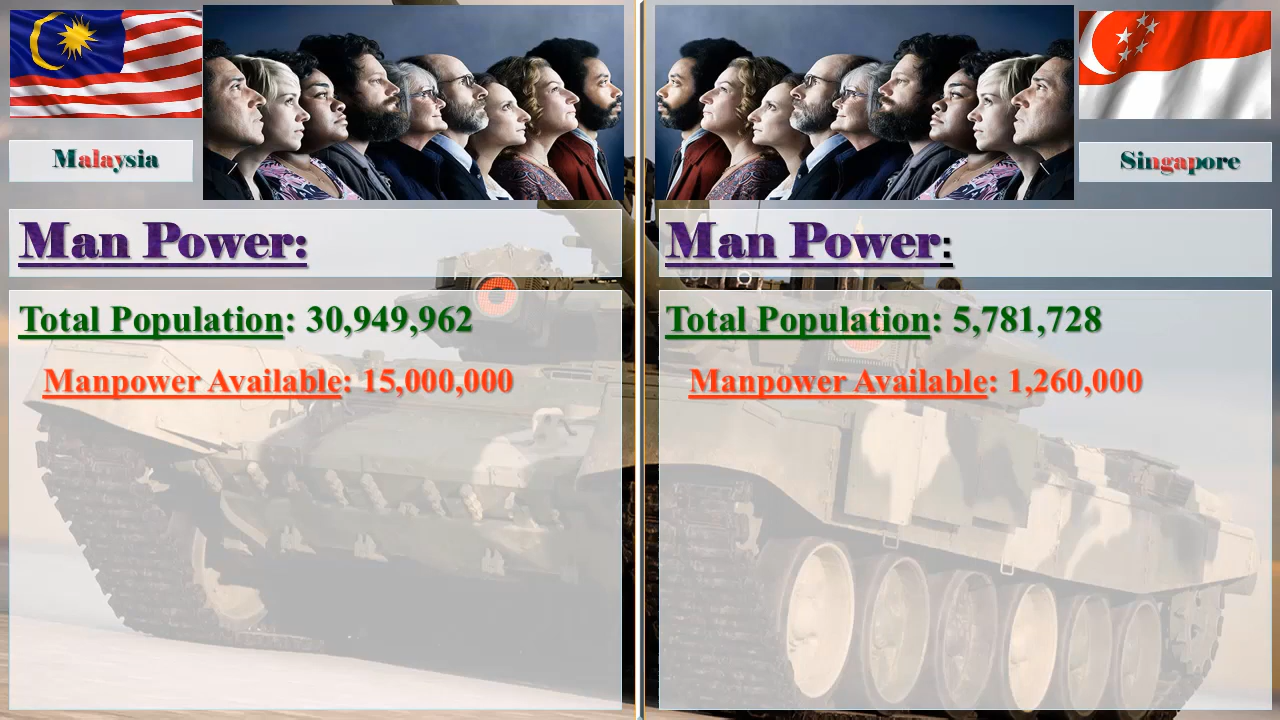 Malaysia
Singapore
Man Power:
Man Power:
Total Population: 30,949,962
Manpower Available: 15,000,000
Total Population: 5,781,728
Manpower Available: 1,260,000